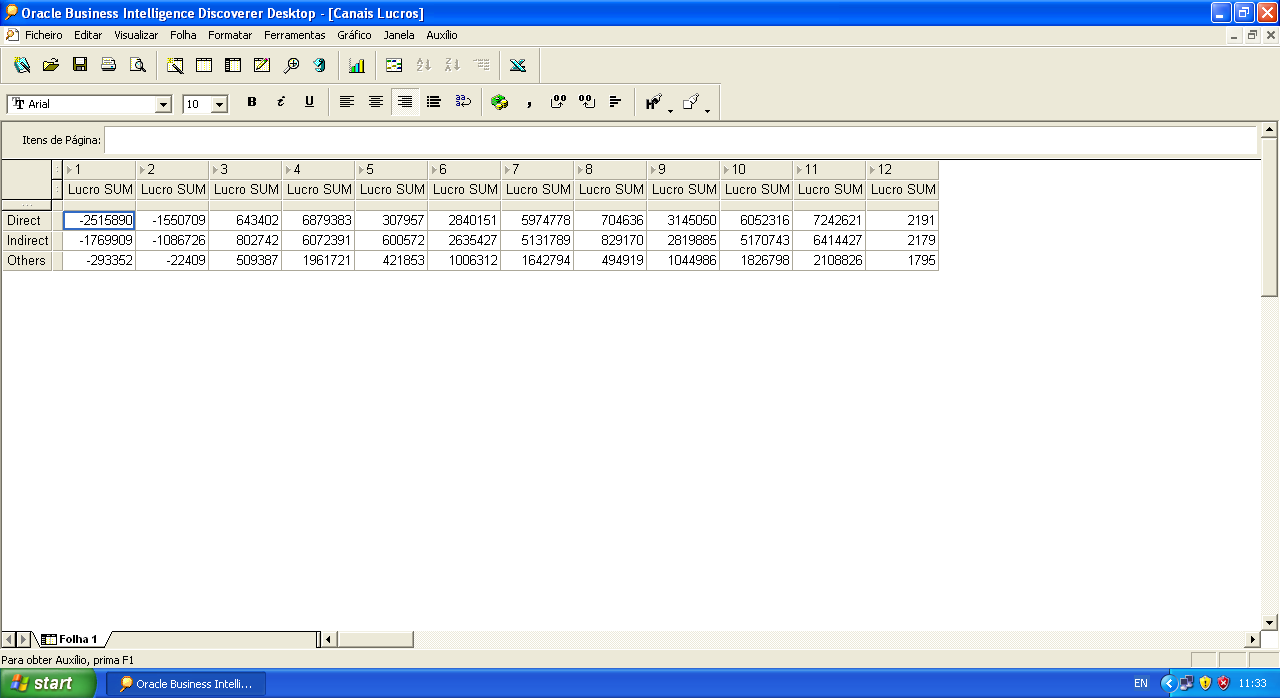 Oracle Business Intelligence Discoverer Desktop - [Canais Lucros]
Ficheiro Editar Visualizar Folha Formatar Ferramentas Gráfico Janela Auxílio
Arial 10 B i U
Itens de Página:
1 2 3 4 5 6 7 8 9 10 11 12
Lucro SUM Lucro SUM Lucro SUM Lucro SUM Lucro SUM Lucro SUM Lucro SUM Lucro SUM Lucro SUM Lucro SUM Lucro SUM Lucro SUM
Direct -2515890 -1550709 643402 6879383 307957 2840151 5974778 704636 3145050 6052316 7242621 2191
Indirect -1769909 -1086726 802742 6072391 600572 2635427 5131789 829170 2819885 5170743 6414427 2179
Others -293352 -22409 509387 1961721 421853 1006312 1642794 494919 1044986 1826798 2108826 1795
Folha 1
Para obter Auxílio, prima F1
start Oracle Business Intelli... EN 11:33